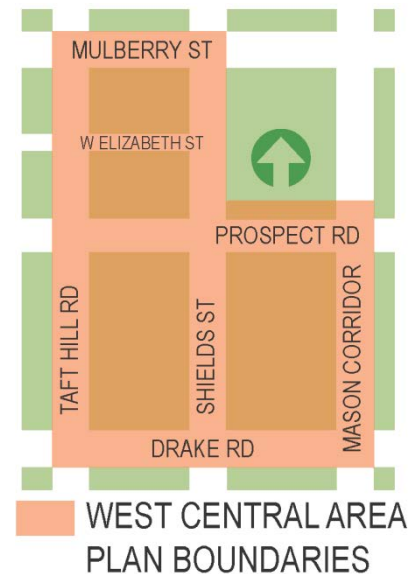 MULBERRY ST
W ELIZABETH ST
PROSPECT RD
TAFT HILL RD
SHIELDS ST
MASON CORRIDOR
DRAKE RD
WEST CENTRAL AREA
PLAN BOUNDARIES